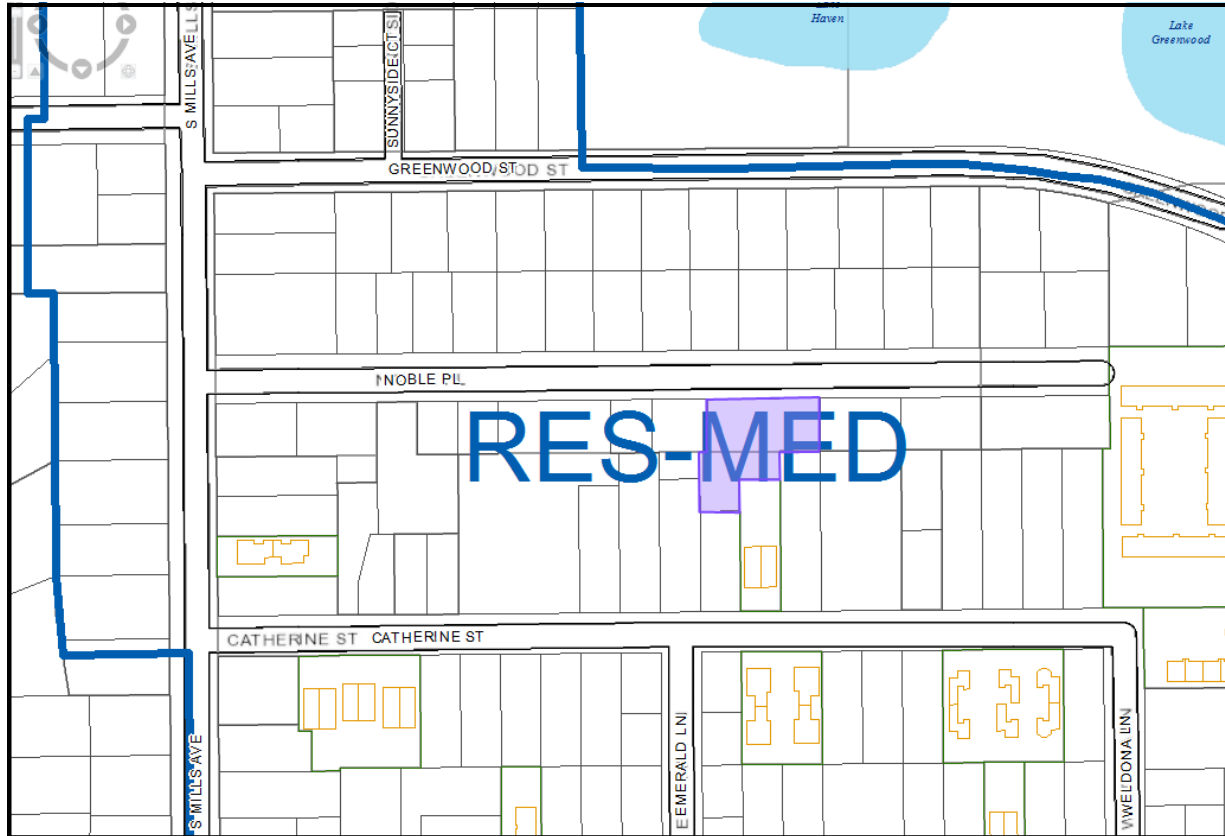 Haven
Lake
Greenwood
S MILLS AVE
SUNNYSIDE CT
GREENWOOD ST
NOBLE PL
RES-MED
CATHERINE ST CATHERINE ST
S MILLS AVE
E EMERALD LN
WELDONA LN